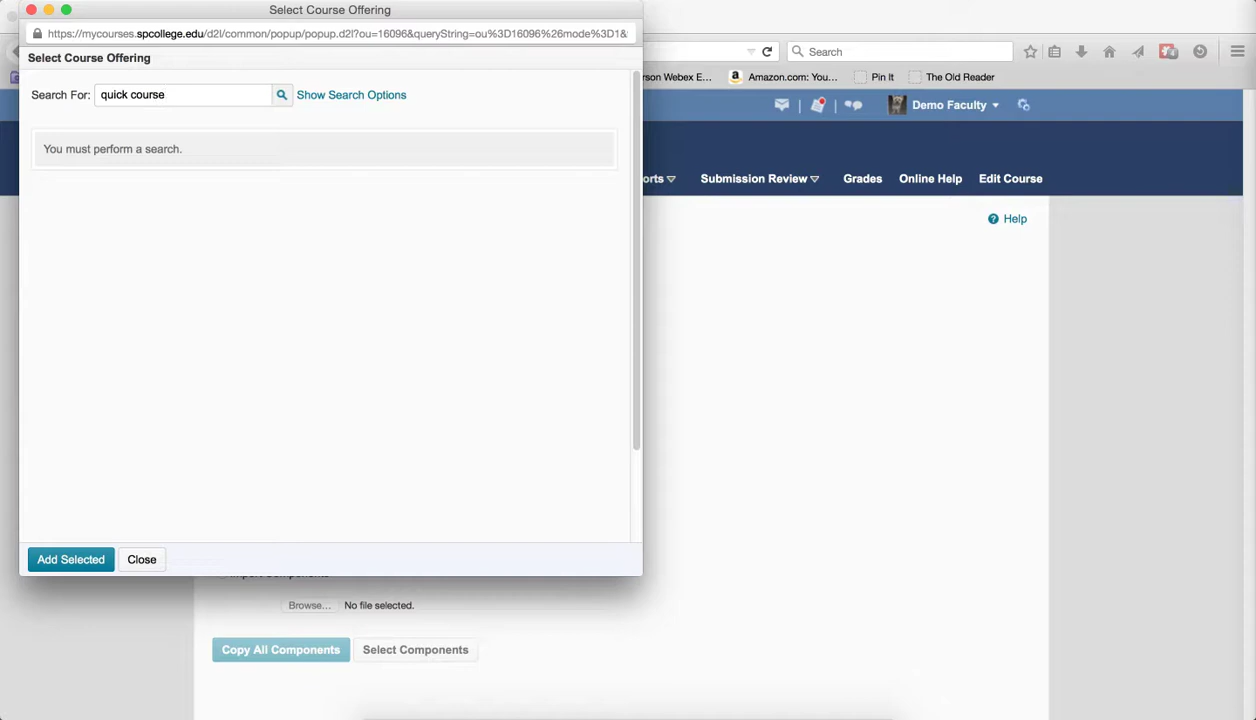 Select Course Offering
https://mycourses.spcollege.edu/d2l/common/popup/popup.d2l?ou=16096&queryString=ou%3D16096%26mode%3D1&
Search
rson Webex E...
Amazon.com: You...
Pin It
The Old Reader
Select Course Offering
Search For: quick course Show Search Options
Demo Faculty
You must perform a search.
orts
Submission Review
Grades
Online Help
Edit Course
Help
Add Selected
Close
Import Components
Browse... No file selected.
Copy All Components
Select Components